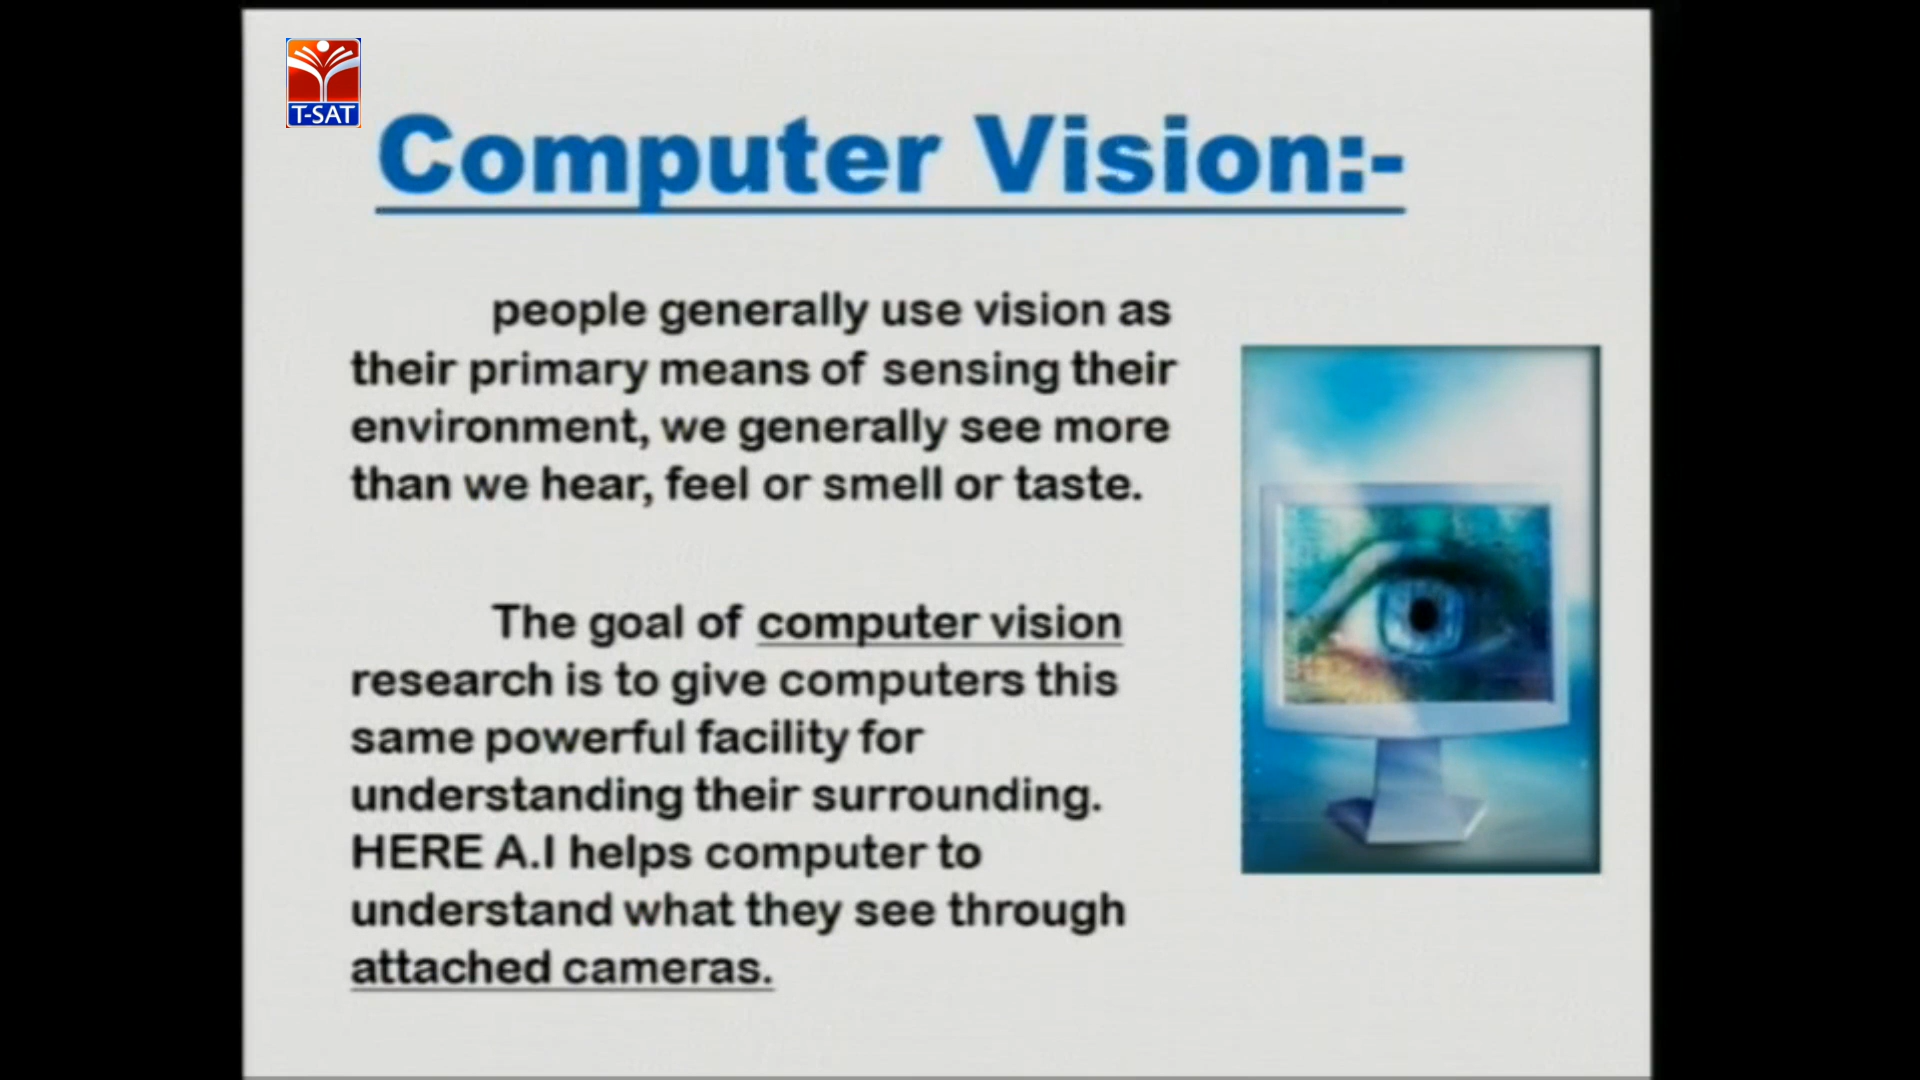 T-SAT
Computer Vision:-
people generally use vision as
their primary means of sensing their
environment, we generally see more
than we hear, feel or smell or taste.
The goal of computer vision
research is to give computers this
same powerful facility for
understanding their surrounding.
HERE A.I helps computer to
understand what they see through
attached cameras.